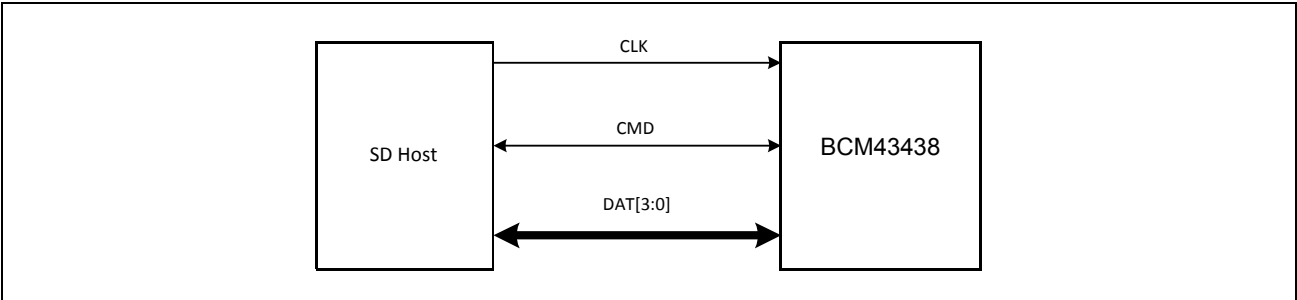 CLK
CMD
SD Host
BCM43438
DAT[3:0]